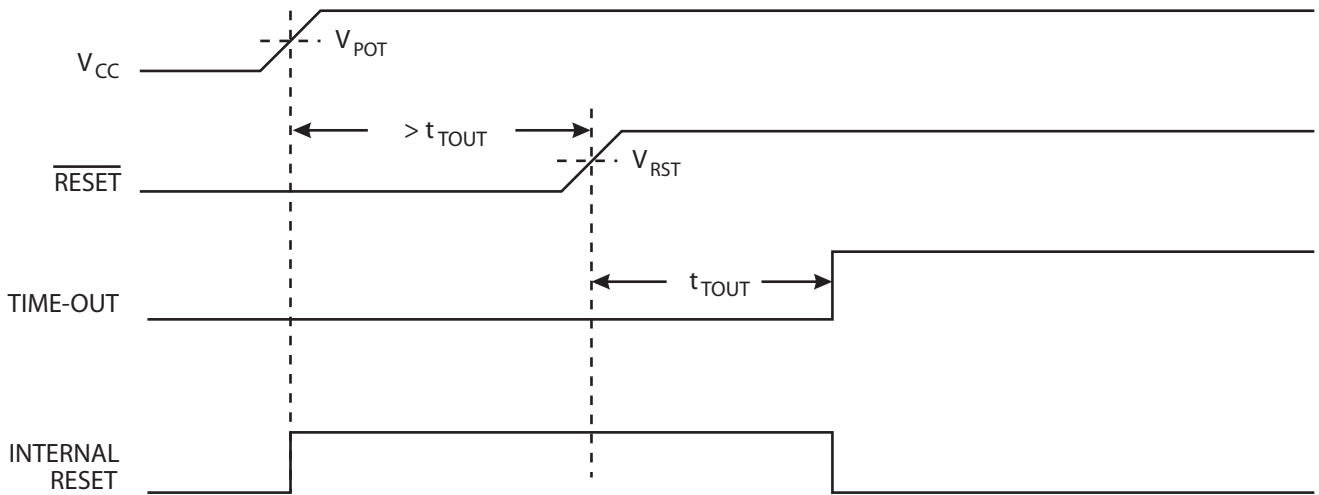 V_POT
V_CC
> t_TOUT
V_RST
RESET
t_TOUT
TIME-OUT
INTERNAL
RESET